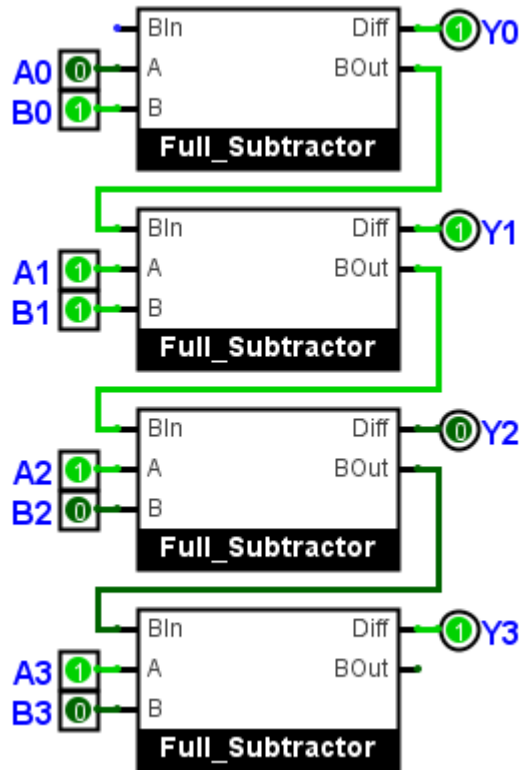 BIn Diff 1 Y0
A0 0 A BOut
B0 1 B
Full_Subtractor
BIn Diff 1 Y1
A1 1 A BOut
B1 1 B
Full_Subtractor
BIn Diff 0 Y2
A2 1 A BOut
B2 0 B
Full_Subtractor
BIn Diff 1 Y3
A3 1 A BOut
B3 0 B
Full_Subtractor